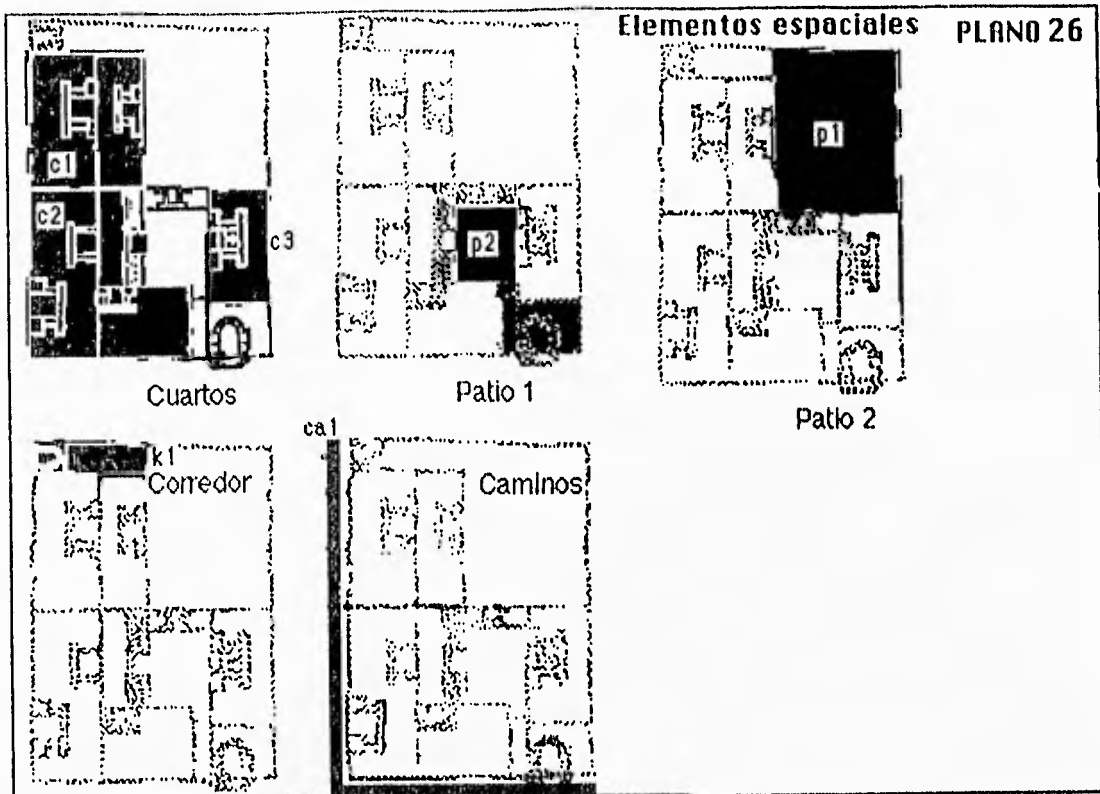 Elementos espaciales PLANO 26
c1
c2
c3
Cuartos
p2
Patio 1
p1
Patio 2
k1
Corredor
ca1
Caminos